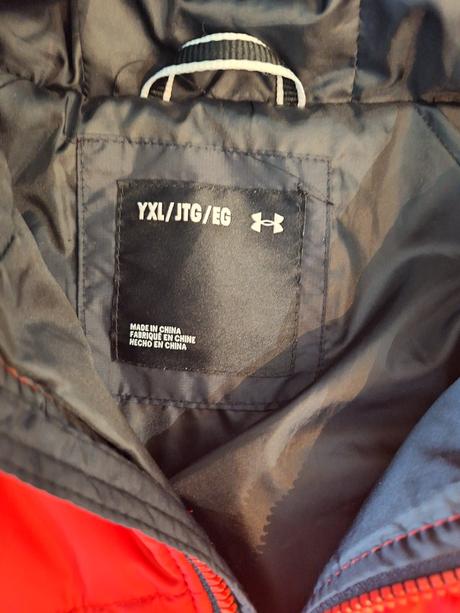 YXL/JTG/EG
MADE IN CHINA
FABRIQUÉ EN CHINE
HECHO EN CHINA